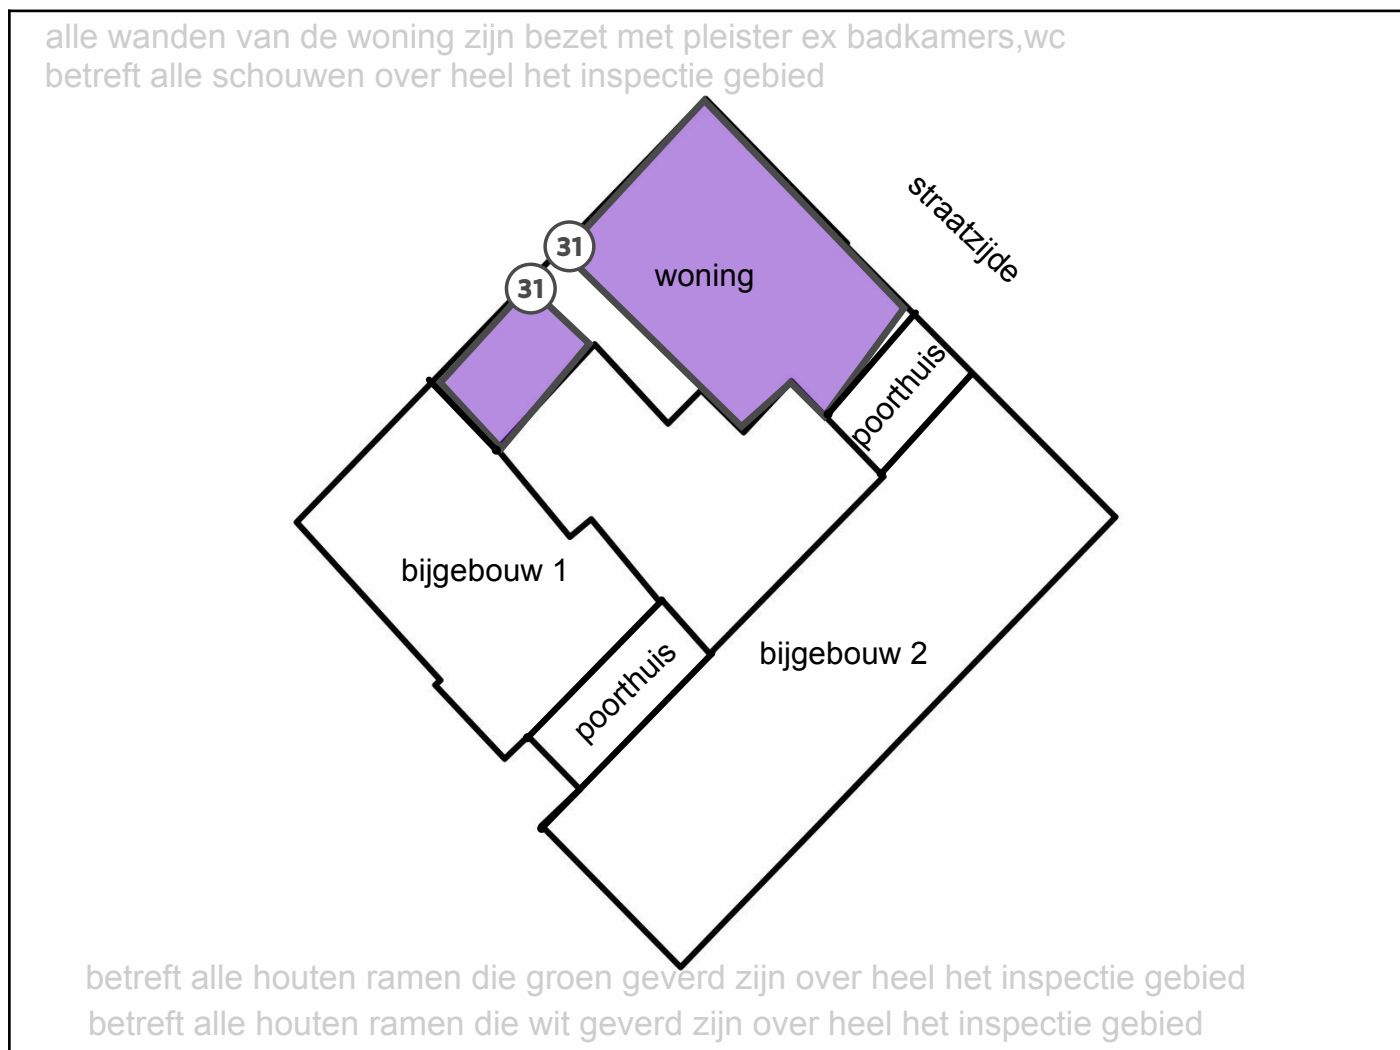 alle wanden van de woning zijn bezet met pleister ex badkamers,wc
betreft alle schouwen over heel het inspectie gebied
straatzijde
31
woning
31
poorthuis
bijgebouw 1
bijgebouw 2
poorthuis
betreft alle houten ramen die groen geverd zijn over heel het inspectie gebied
betreft alle houten ramen die wit geverd zijn over heel het inspectie gebied